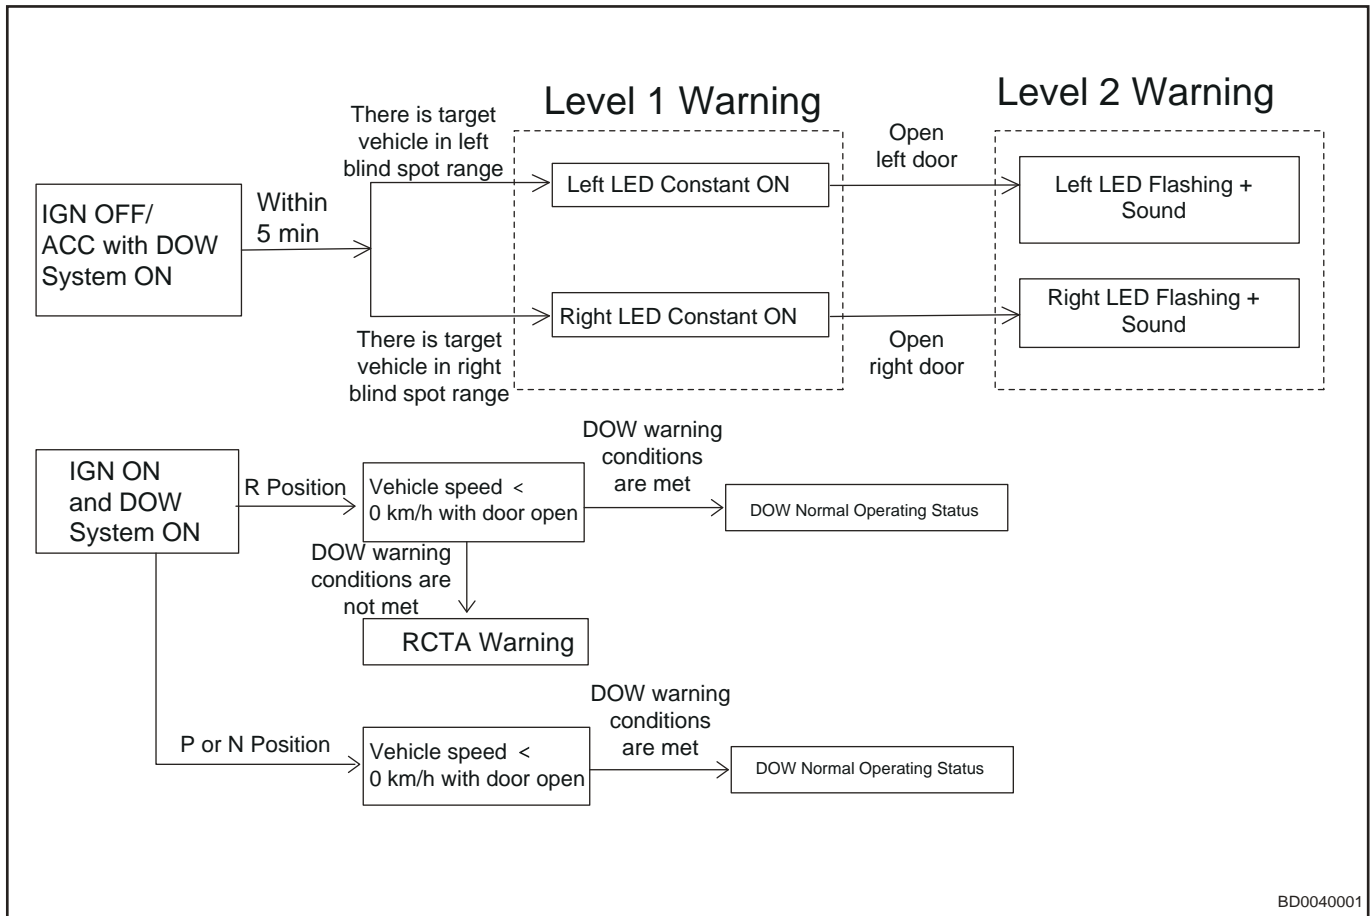 Level 1 Warning
Level 2 Warning
There is target
vehicle in left
blind spot range
Open
left door
IGN OFF/
ACC with DOW
System ON
Within
5 min
Left LED Constant ON
Left LED Flashing +
Sound
Right LED Constant ON
Right LED Flashing +
Sound
There is target
vehicle in right
blind spot range
Open
right door
IGN ON
and DOW
System ON
R Position
Vehicle speed <
0 km/h with door open
DOW warning
conditions
are met
DOW Normal Operating Status
DOW warning
conditions are
not met
RCTA Warning
P or N Position
Vehicle speed <
0 km/h with door open
DOW warning
conditions
are met
DOW Normal Operating Status
BD0040001